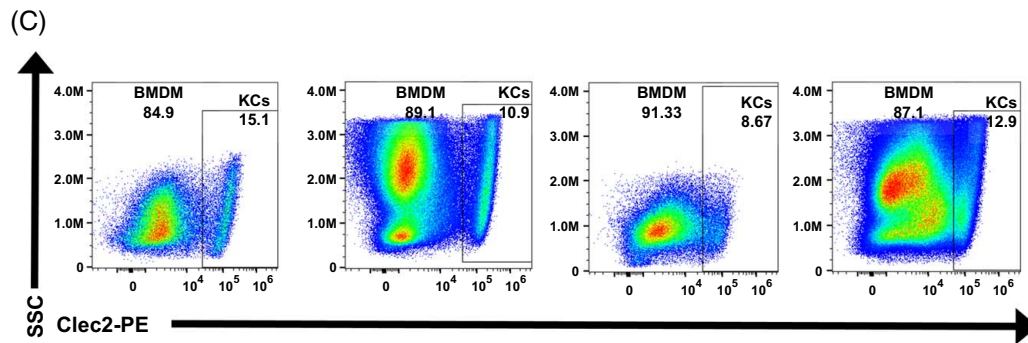 (C)
SSC
4.0M
3.0M
2.0M
1.0M
0
BMDM
84.9
KCs
15.1
0 10⁴ 10⁵ 10⁶
4.0M
3.0M
2.0M
1.0M
0
BMDM
89.1
KCs
10.9
0 10⁴ 10⁵ 10⁶
4.0M
3.0M
2.0M
1.0M
0
BMDM
91.33
KCs
8.67
0 10⁴ 10⁵ 10⁶
4.0M
3.0M
2.0M
1.0M
0
BMDM
87.1
KCs
12.9
0 10⁴ 10⁵ 10⁶
Clec2-PE